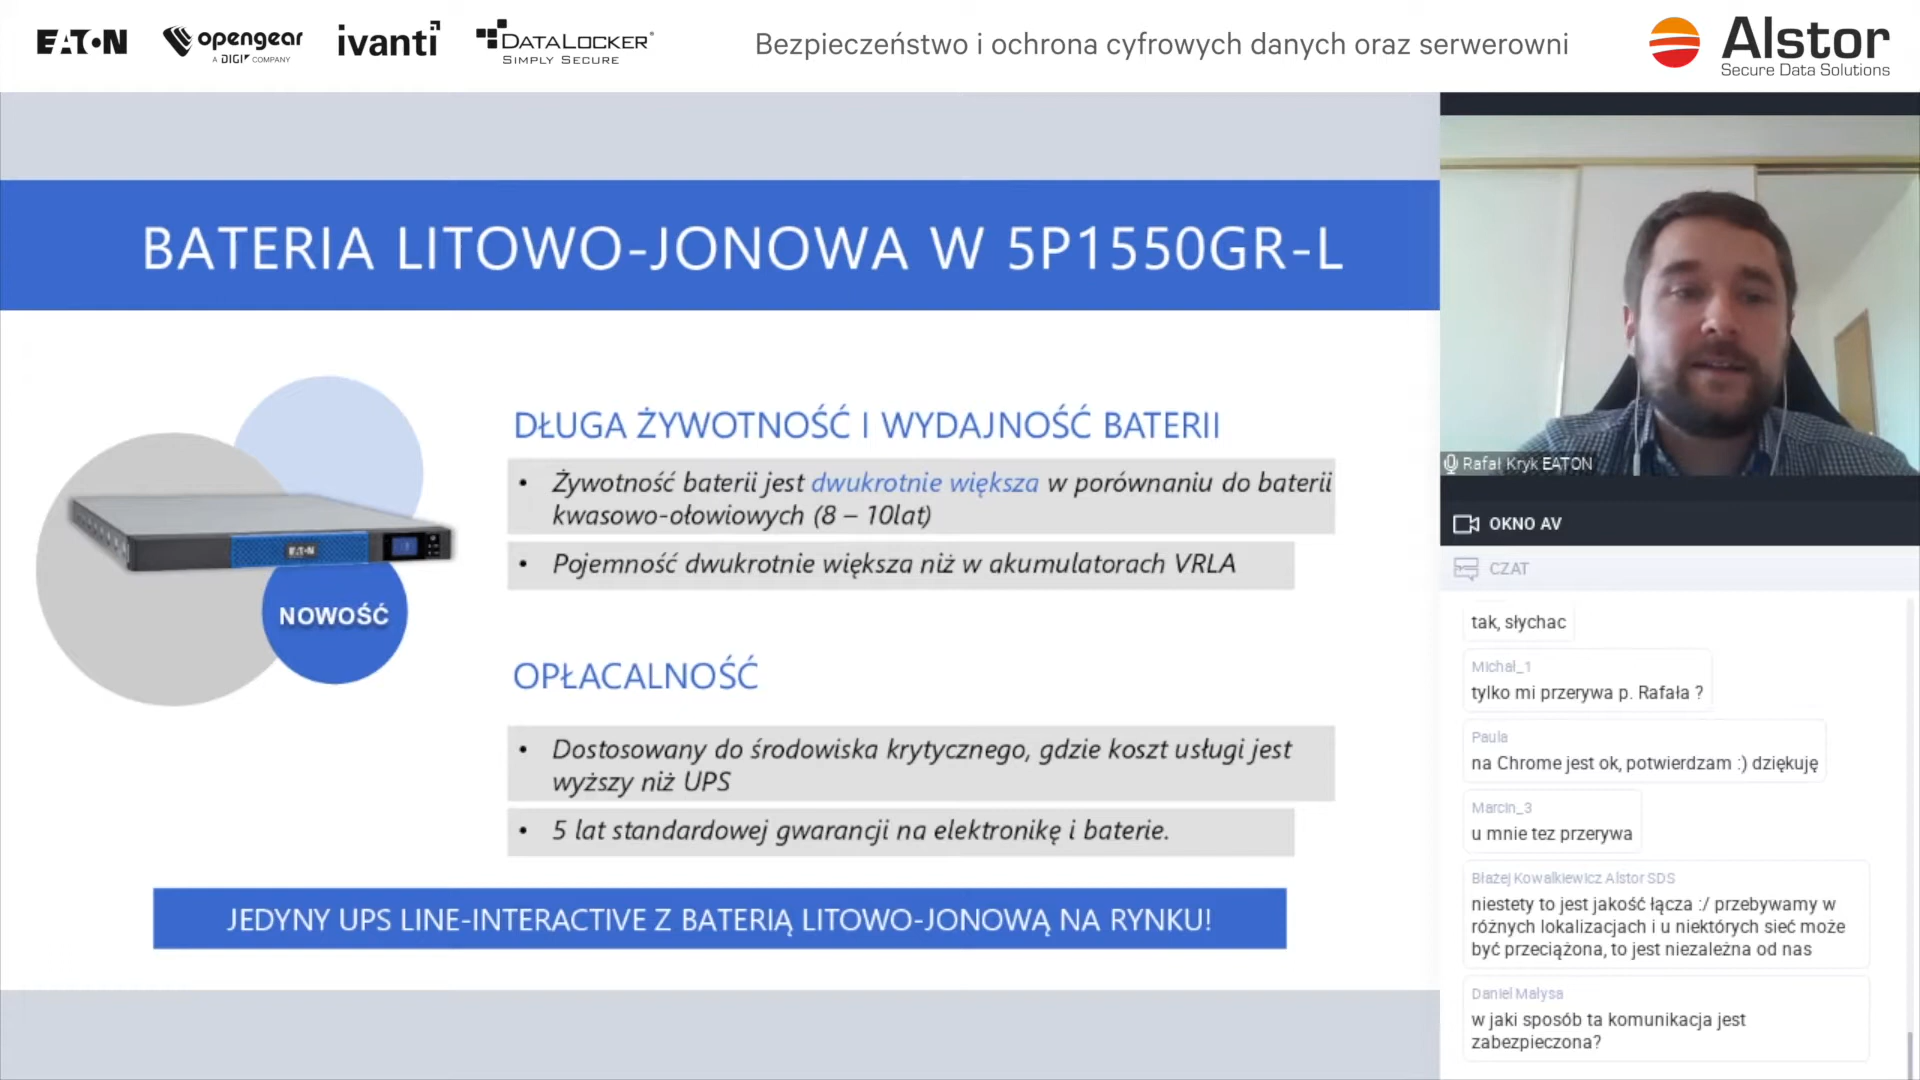 EATON
opengear
A DIGI COMPANY
ivanti
DATALOCKER
SIMPLY SECURE
Bezpieczeństwo i ochrona cyfrowych danych oraz serwerowni
Alstor
Secure Data Solutions
BATERIA LITOWO-JONOWA W 5P1550GR-L
EATON
NOWOŚĆ
DŁUGA ŻYWOTNOŚĆ I WYDAJNOŚĆ BATERII
• Żywotność baterii jest dwukrotnie większa w porównaniu do baterii
kwasowo-ołowiowych (8 – 10lat)
• Pojemność dwukrotnie większa niż w akumulatorach VRLA
OPŁACALNOŚĆ
• Dostosowany do środowiska krytycznego, gdzie koszt usługi jest
wyższy niż UPS
• 5 lat standardowej gwarancji na elektronikę i baterie.
JEDYNY UPS LINE-INTERACTIVE Z BATERIĄ LITOWO-JONOWĄ NA RYNKU!
Rafał Kryk EATON
OKNO AV
CZAT
tak, słychac
Michał_1
tylko mi przerywa p. Rafała ?
Paula
na Chrome jest ok, potwierdzam :) dziękuję
Marcin_3
u mnie tez przerywa
Błażej Kowalkiewicz Alstor SDS
niestety to jest jakość łącza :/ przebywamy w
różnych lokalizacjach i u niektórych sieć może
być przeciążona, to jest niezależna od nas
Daniel Małysa
w jaki sposób ta komunikacja jest
zabezpieczona?